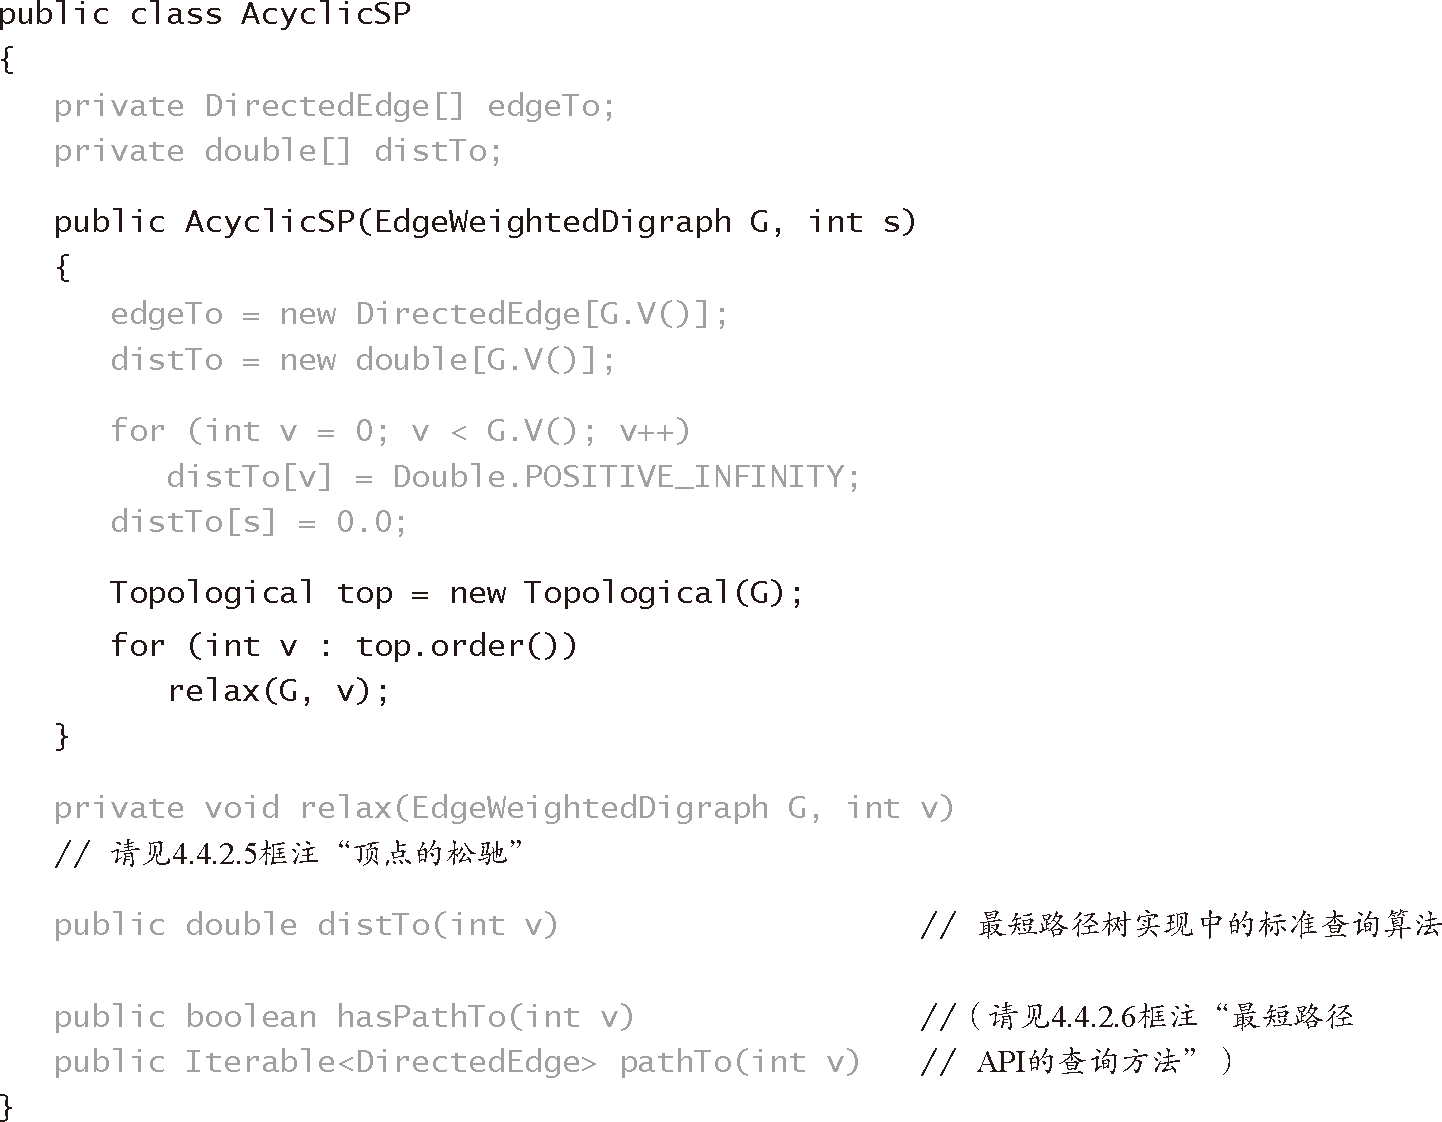 public class AcyclicSP
{
   private DirectedEdge[] edgeTo;
   private double[] distTo;
   public AcyclicSP(EdgeWeightedDigraph G, int s)
   {
      edgeTo = new DirectedEdge[G.V()];
      distTo = new double[G.V()];
      for (int v = 0; v < G.V(); v++)
         distTo[v] = Double.POSITIVE_INFINITY;
      distTo[s] = 0.0;
      Topological top = new Topological(G);
      for (int v : top.order())
         relax(G, v);
   }
   private void relax(EdgeWeightedDigraph G, int v)
   // 请见4.4.2.5框注“顶点的松驰”
   public double distTo(int v)                   // 最短路径树实现中的标准查询算法
   public boolean hasPathTo(int v)               //（请见4.4.2.6框注“最短路径
   public Iterable<DirectedEdge> pathTo(int v)   // API的查询方法”）
}